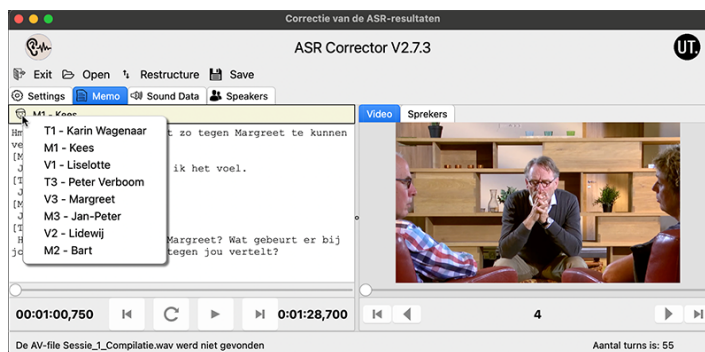 Correctie van de ASR-resultaten
ASR Corrector V2.7.3
UT.
Exit Open Restructure Save
Settings Memo Sound Data Speakers
M1 - Kees
Video Sprekers
Hm t zo tegen Margreet te kunnen
ve
[M
J ik het voel.
[T
J
[M
J
[T
H Margreet? Wat gebeurt er bij
jo tegen jou vertelt?
T1 - Karin Wagenaar
M1 - Kees
V1 - Liselotte
T3 - Peter Verboom
V3 - Margreet
M3 - Jan-Peter
V2 - Lidewij
M2 - Bart
00:01:00,750 0:01:28,700 4
De AV-file Sessie_1_Compilatie.wav werd niet gevonden Aantal turns is: 55